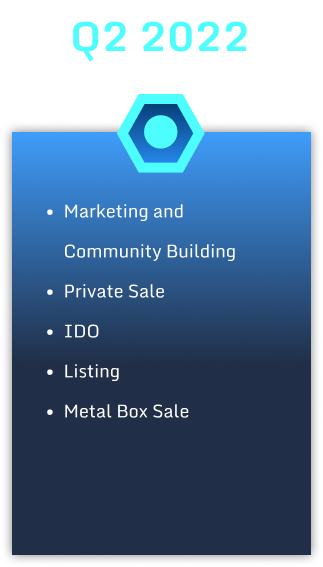 Q2 2022
• Marketing and
Community Building
• Private Sale
• IDO
• Listing
• Metal Box Sale